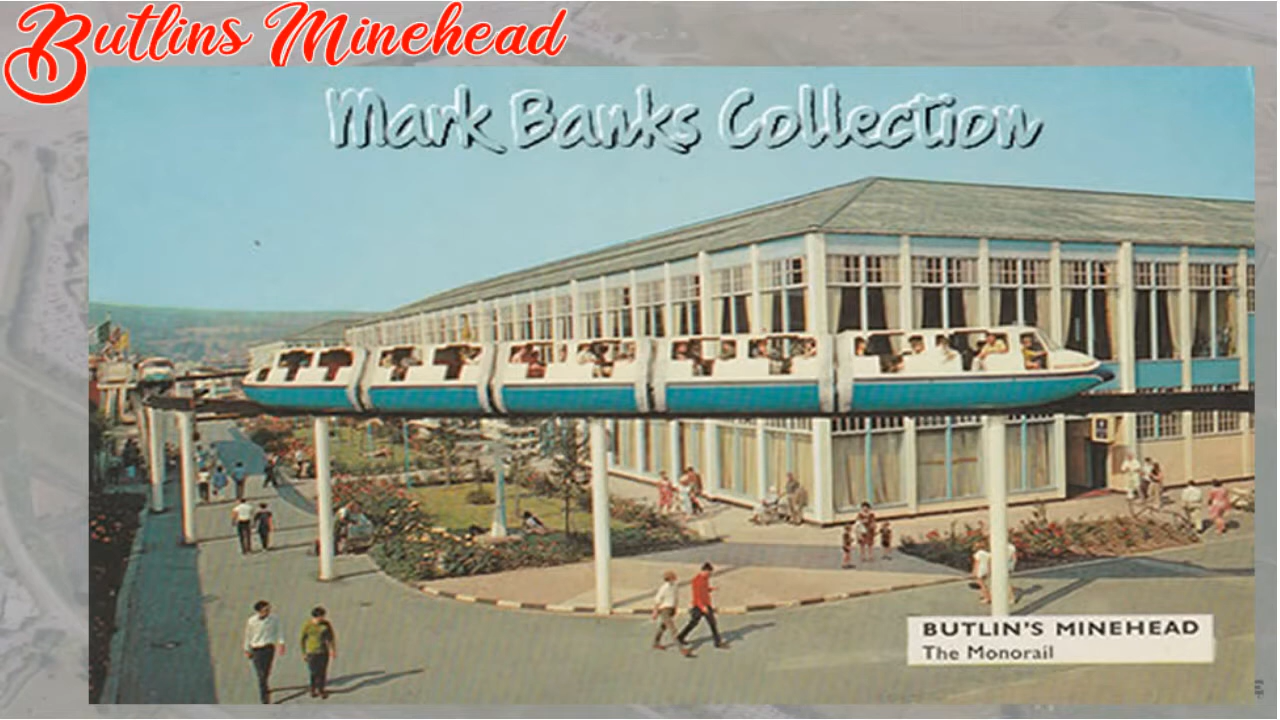 Butlins Minehead
Mark Banks Collection
BUTLIN'S MINEHEAD
The Monorail